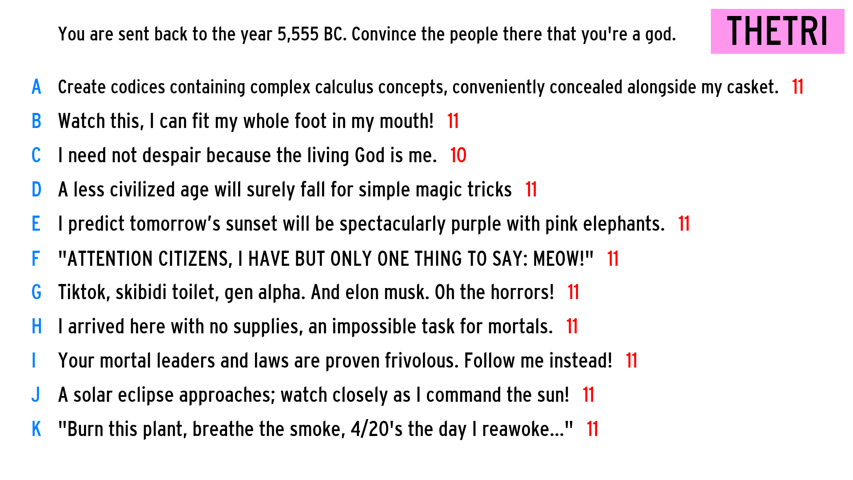 You are sent back to the year 5,555 BC. Convince the people there that you're a god.
THETRI
A Create codices containing complex calculus concepts, conveniently concealed alongside my casket. 11
B Watch this, I can fit my whole foot in my mouth! 11
C I need not despair because the living God is me. 10
D A less civilized age will surely fall for simple magic tricks 11
E I predict tomorrow’s sunset will be spectacularly purple with pink elephants. 11
F "ATTENTION CITIZENS, I HAVE BUT ONLY ONE THING TO SAY: MEOW!" 11
G Tiktok, skibidi toilet, gen alpha. And elon musk. Oh the horrors! 11
H I arrived here with no supplies, an impossible task for mortals. 11
I Your mortal leaders and laws are proven frivolous. Follow me instead! 11
J A solar eclipse approaches; watch closely as I command the sun! 11
K "Burn this plant, breathe the smoke, 4/20's the day I reawoke..." 11